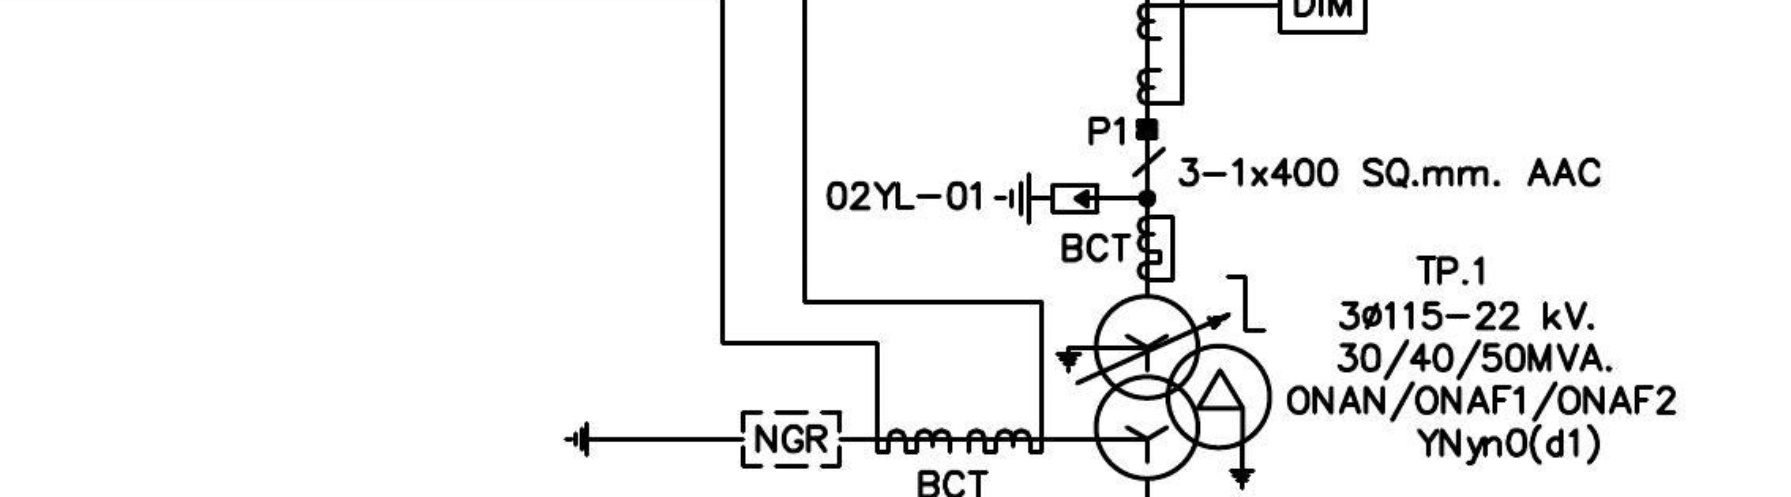 DIM
P1
3-1x400 SQ.mm. AAC
02YL-01
BCT
TP.1
3ø115-22 kV.
30/40/50MVA.
ONAN/ONAF1/ONAF2
YNyn0(d1)
NGR
BCT